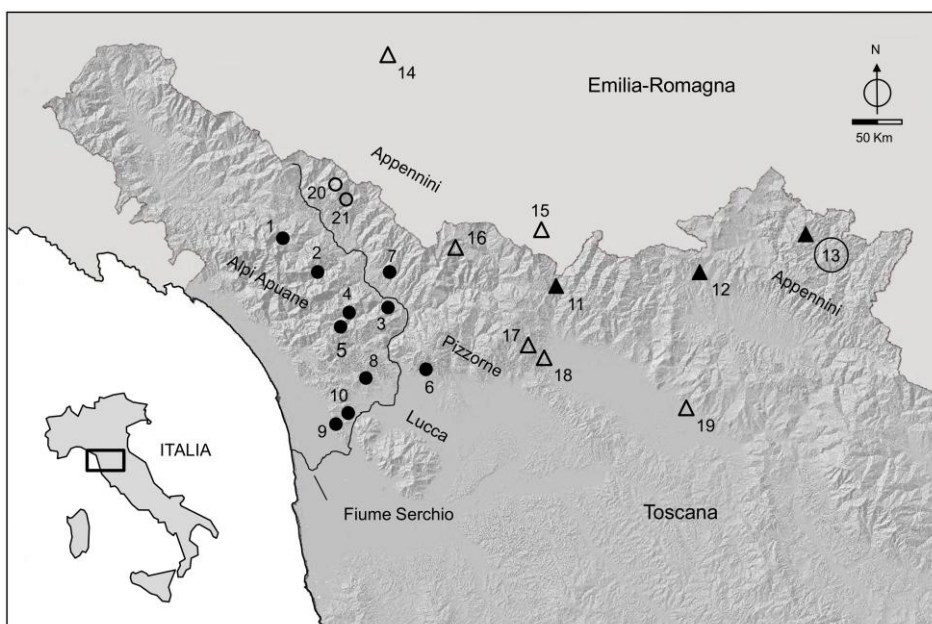 14
Emilia-Romagna
N
50 Km
Appennini
20
21
1
15
16
13
2
7
12
Appennini
Alpi Apuane
11
4
3
5
17
Pizzorne
18
8
6
10
19
9
Lucca
ITALIA
Fiume Serchio
Toscana